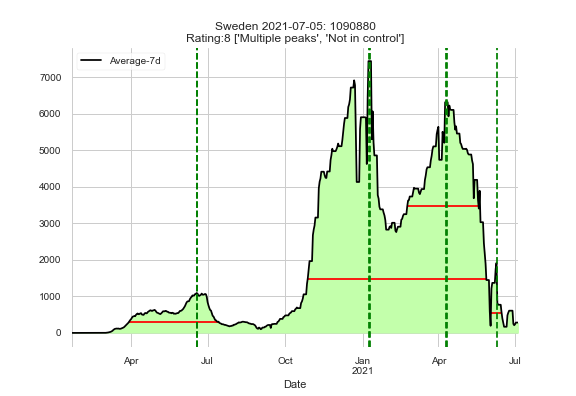 Sweden 2021-07-05: 1090880
Rating:8 ['Multiple peaks', 'Not in control']
Average-7d
7000
6000
5000
4000
3000
2000
1000
0
Apr
Jul
Oct
Jan
2021
Apr
Jul
Date